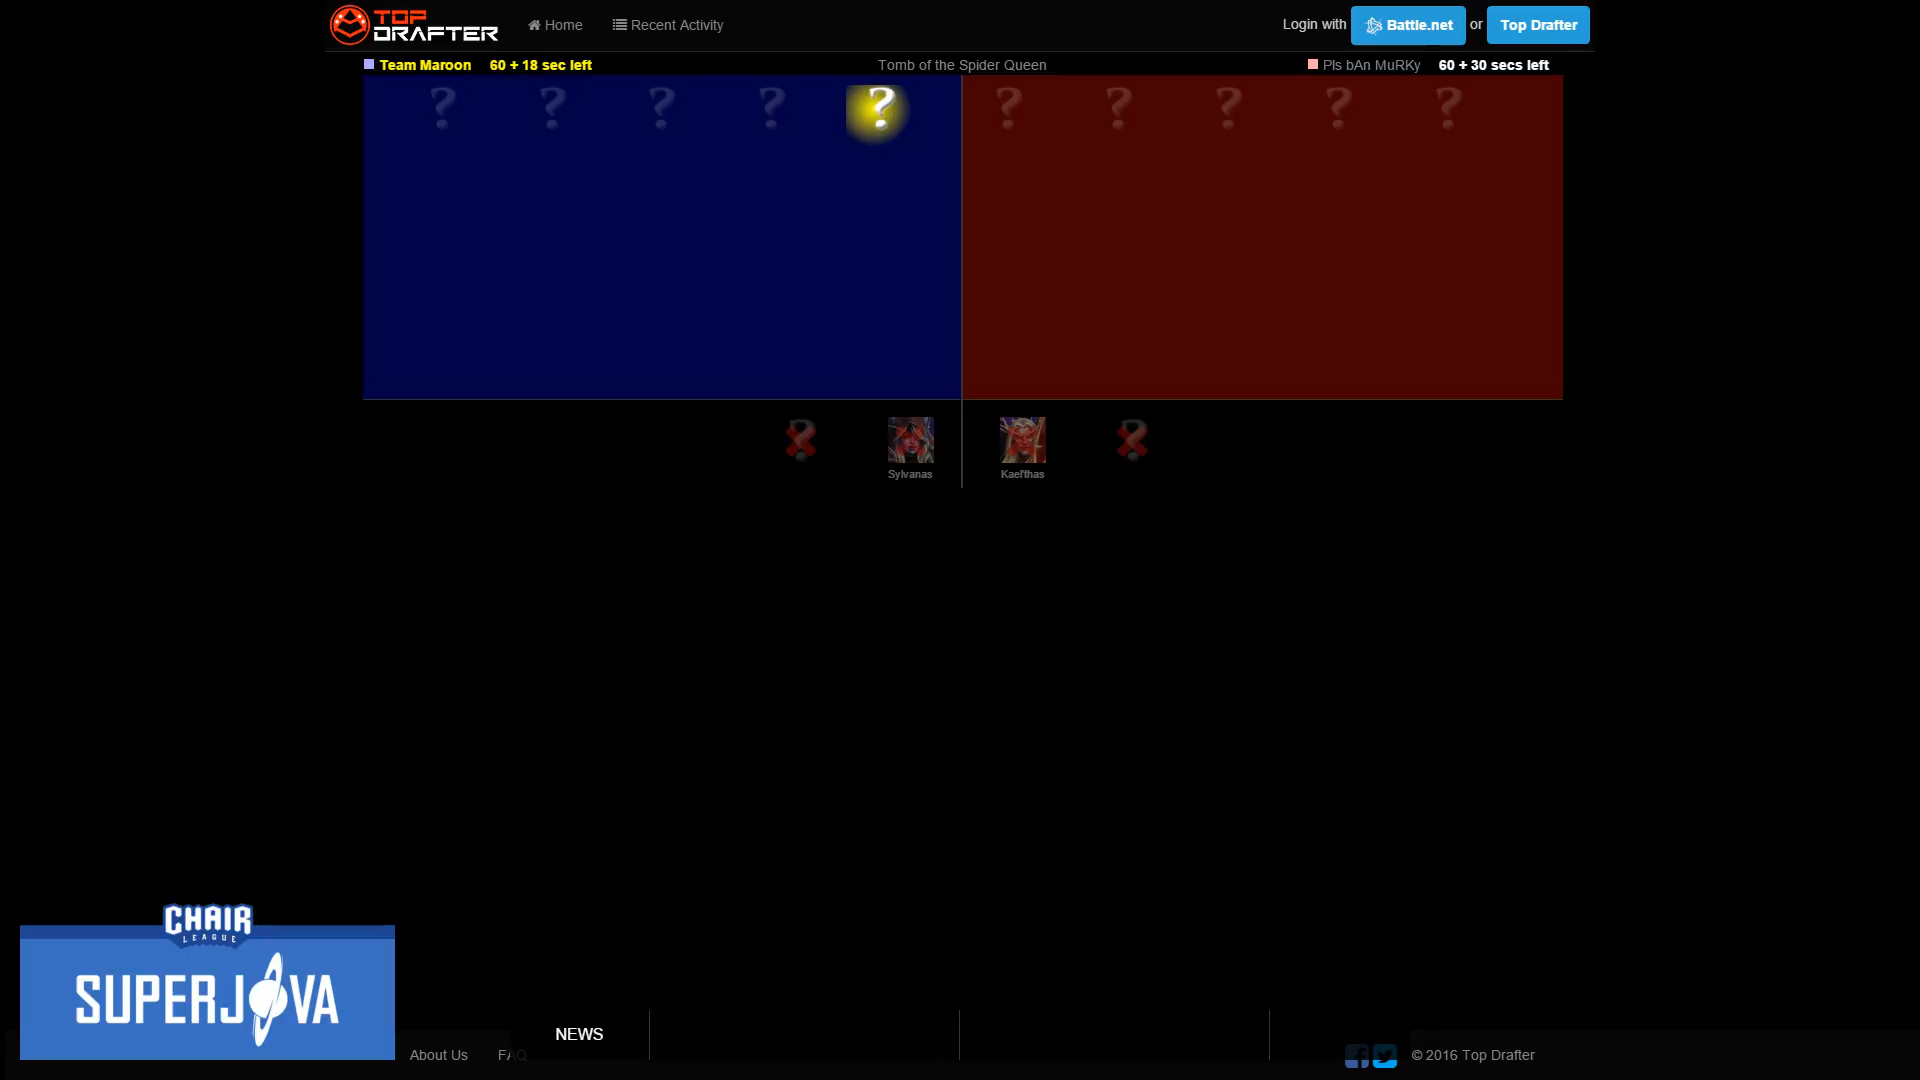 TOP DRAFTER
Home
Recent Activity
Login with Battle.net or Top Drafter
Team Maroon 60 + 18 sec left
Tomb of the Spider Queen
Pls bAn MuRKy 60 + 30 secs left
? ? ? ? ? ? ? ? ? ?
? ?
Sylvanas
Kael'thas
CHAIR
LEAGUE
SUPERJOVA
NEWS
About Us
FAQ
© 2016 Top Drafter